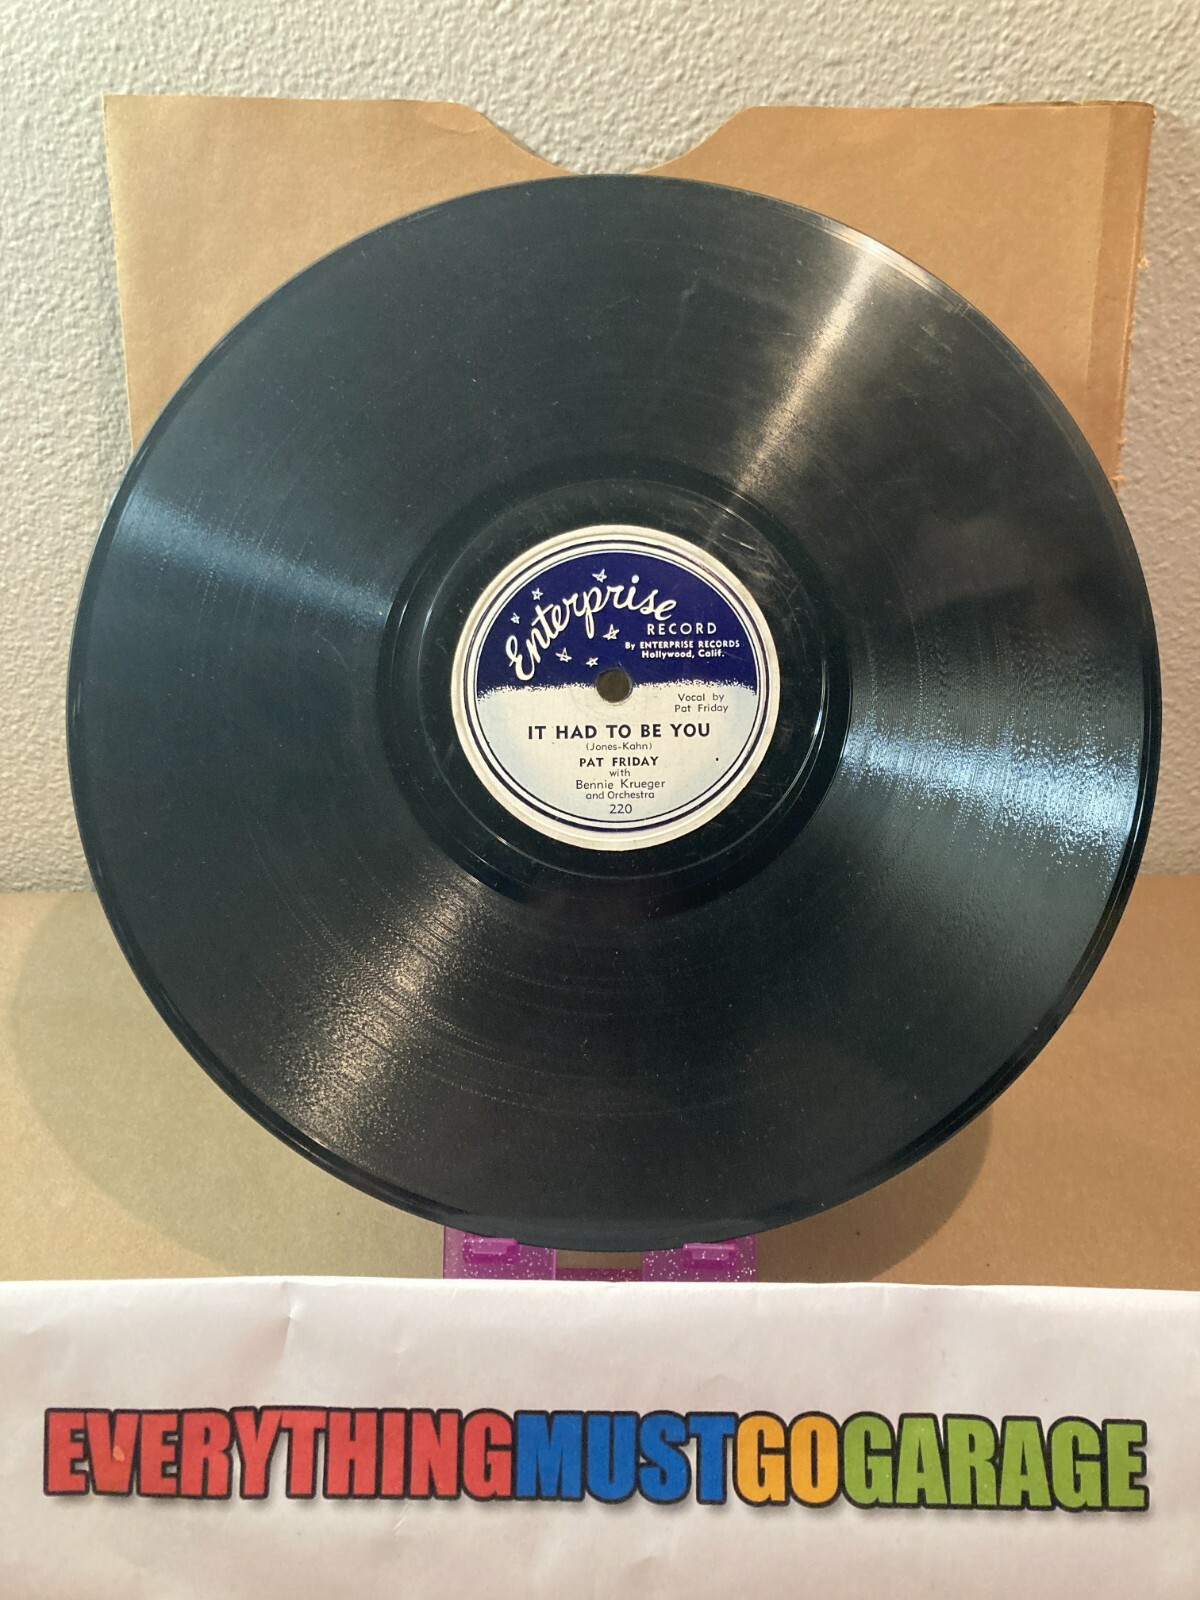 Enterprise
RECORD
By ENTERPRISE RECORDS
Hollywood, Calif.
Vocal by
Pat Friday
IT HAD TO BE YOU
(Jones-Kahn)
PAT FRIDAY
with
Bennie Krueger
and Orchestra
220
EVERYTHINGMUSTGOGARAGE